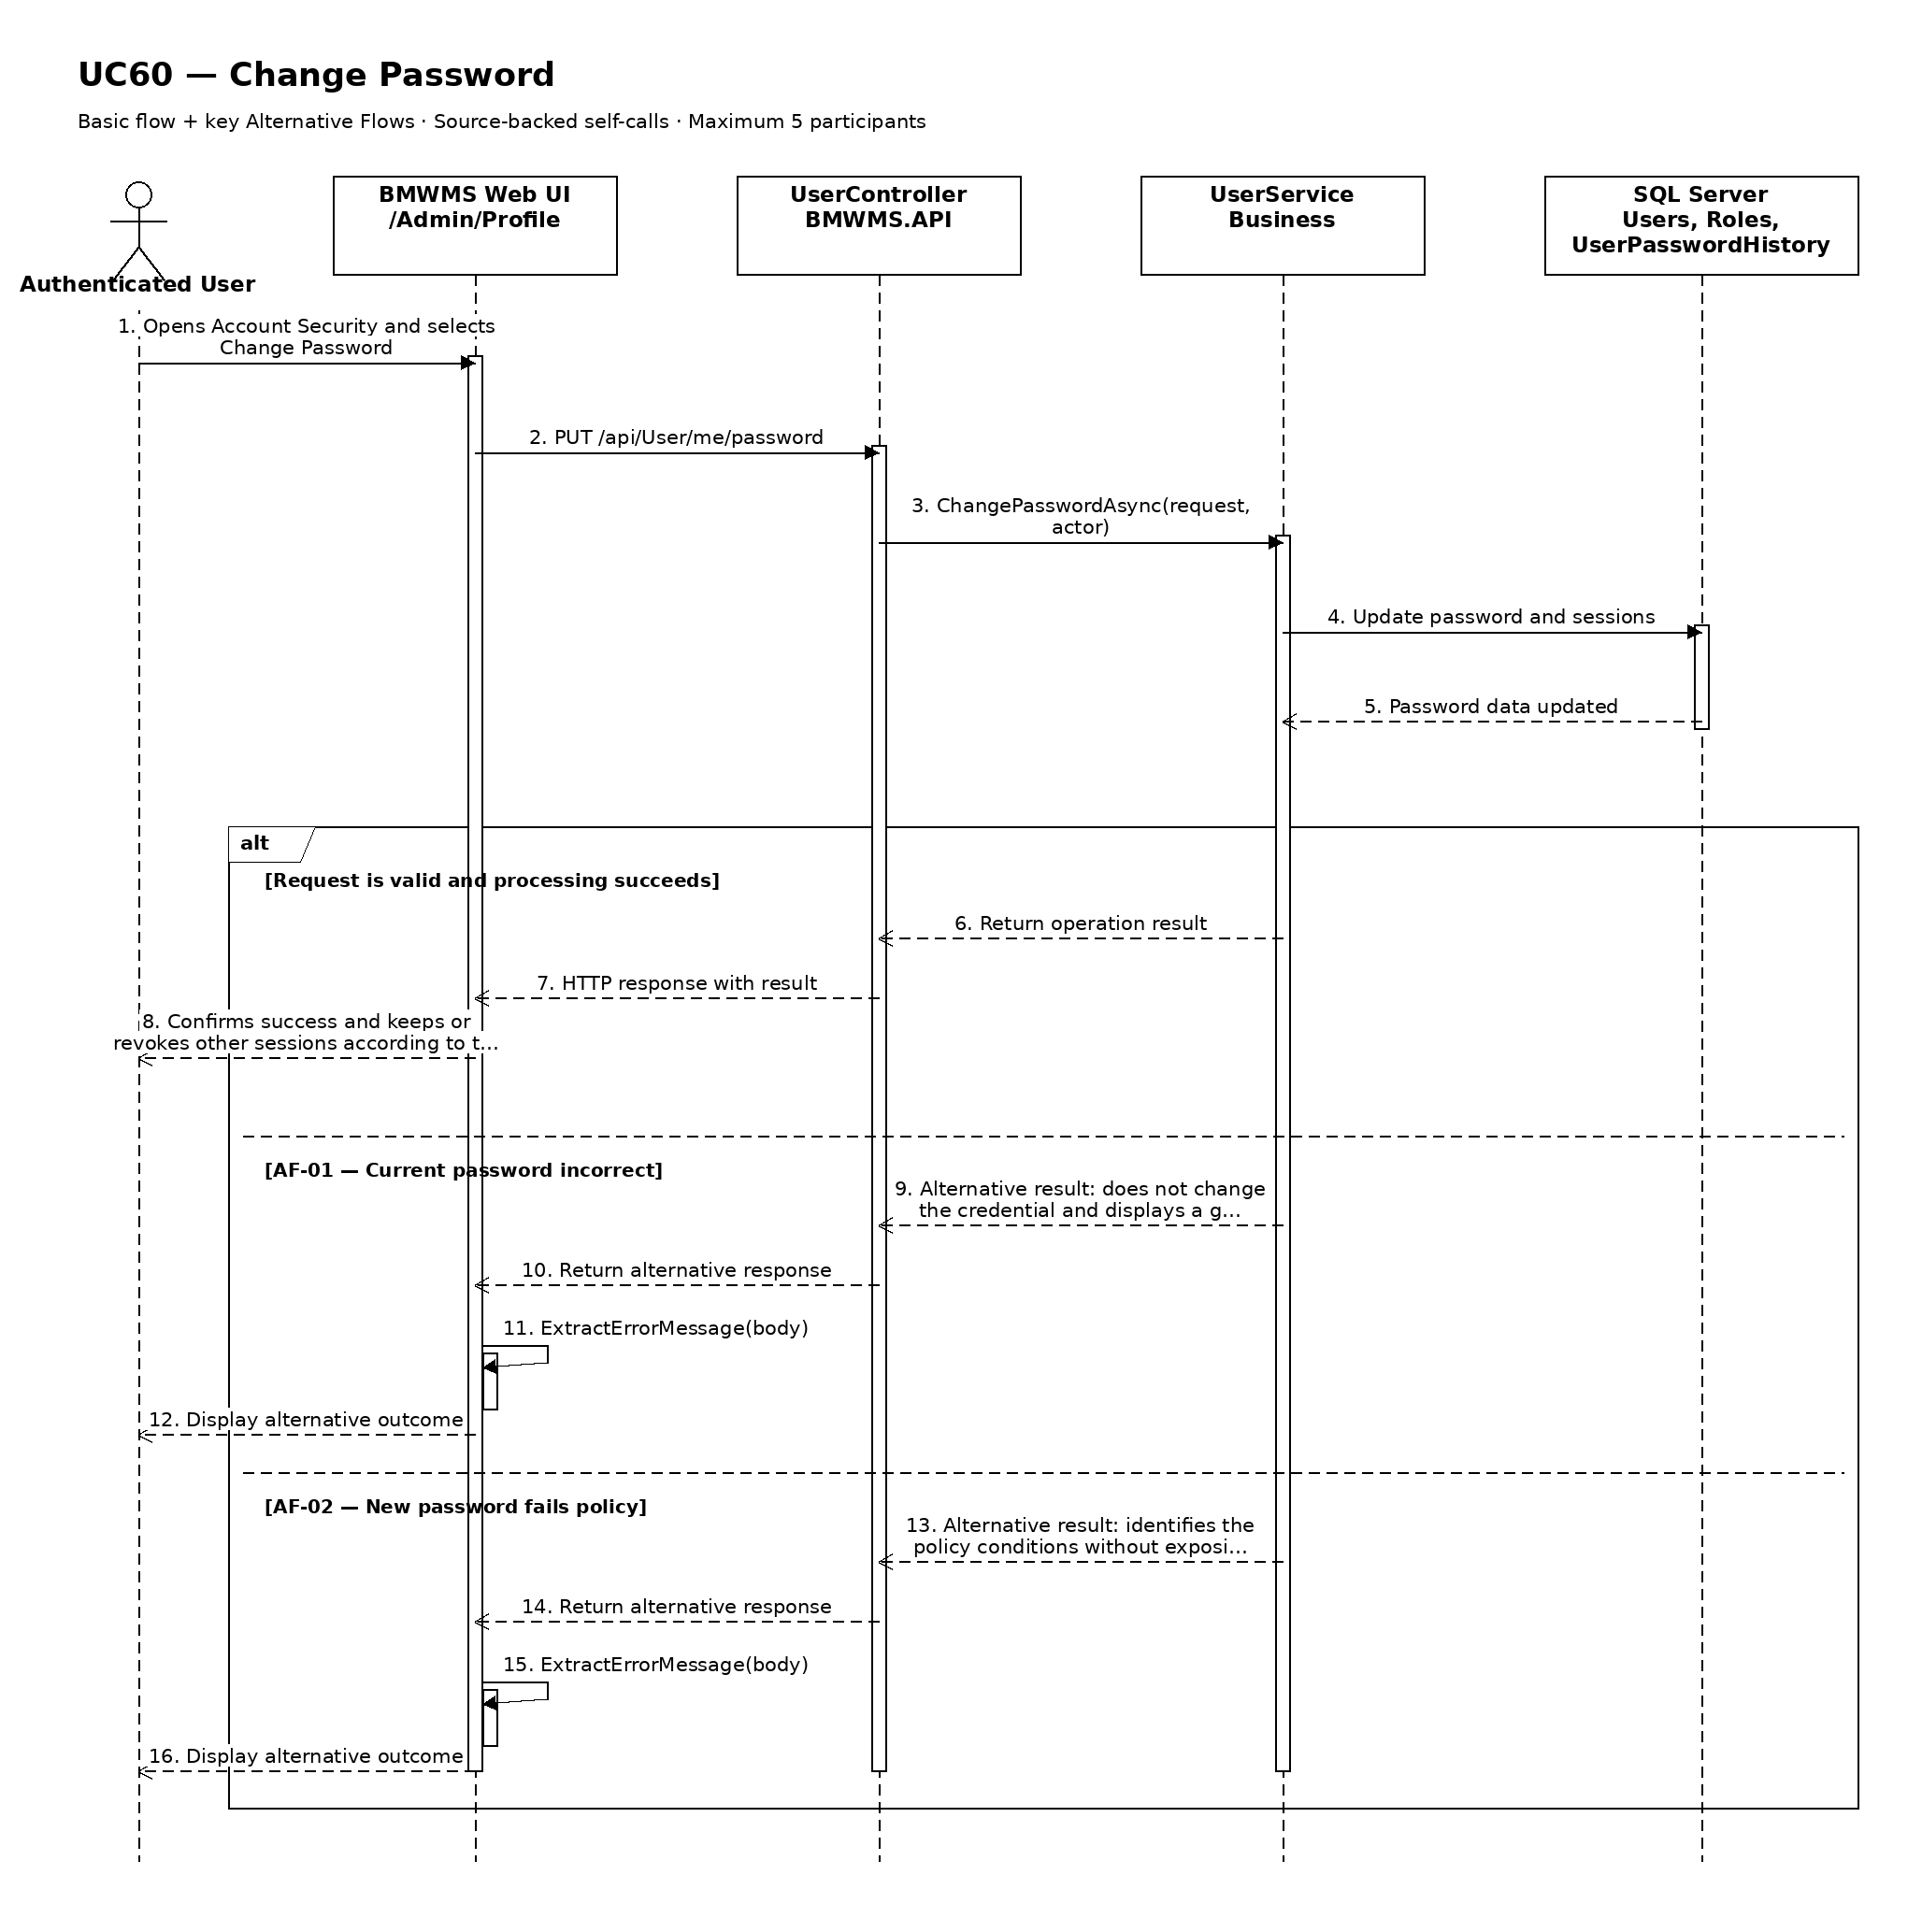 UC60 — Change Password
Basic flow + key Alternative Flows · Source-backed self-calls · Maximum 5 participants
Authenticated User
BMWMS Web UI
/Admin/Profile
UserController
BMWMS.API
UserService
Business
SQL Server
Users, Roles,
UserPasswordHistory
1. Opens Account Security and selects
Change Password
2. PUT /api/User/me/password
3. ChangePasswordAsync(request,
actor)
4. Update password and sessions
5. Password data updated
alt
[Request is valid and processing succeeds]
6. Return operation result
7. HTTP response with result
8. Confirms success and keeps or
revokes other sessions according to t...
[AF-01 — Current password incorrect]
9. Alternative result: does not change
the credential and displays a g...
10. Return alternative response
11. ExtractErrorMessage(body)
12. Display alternative outcome
[AF-02 — New password fails policy]
13. Alternative result: identifies the
policy conditions without exposi...
14. Return alternative response
15. ExtractErrorMessage(body)
16. Display alternative outcome